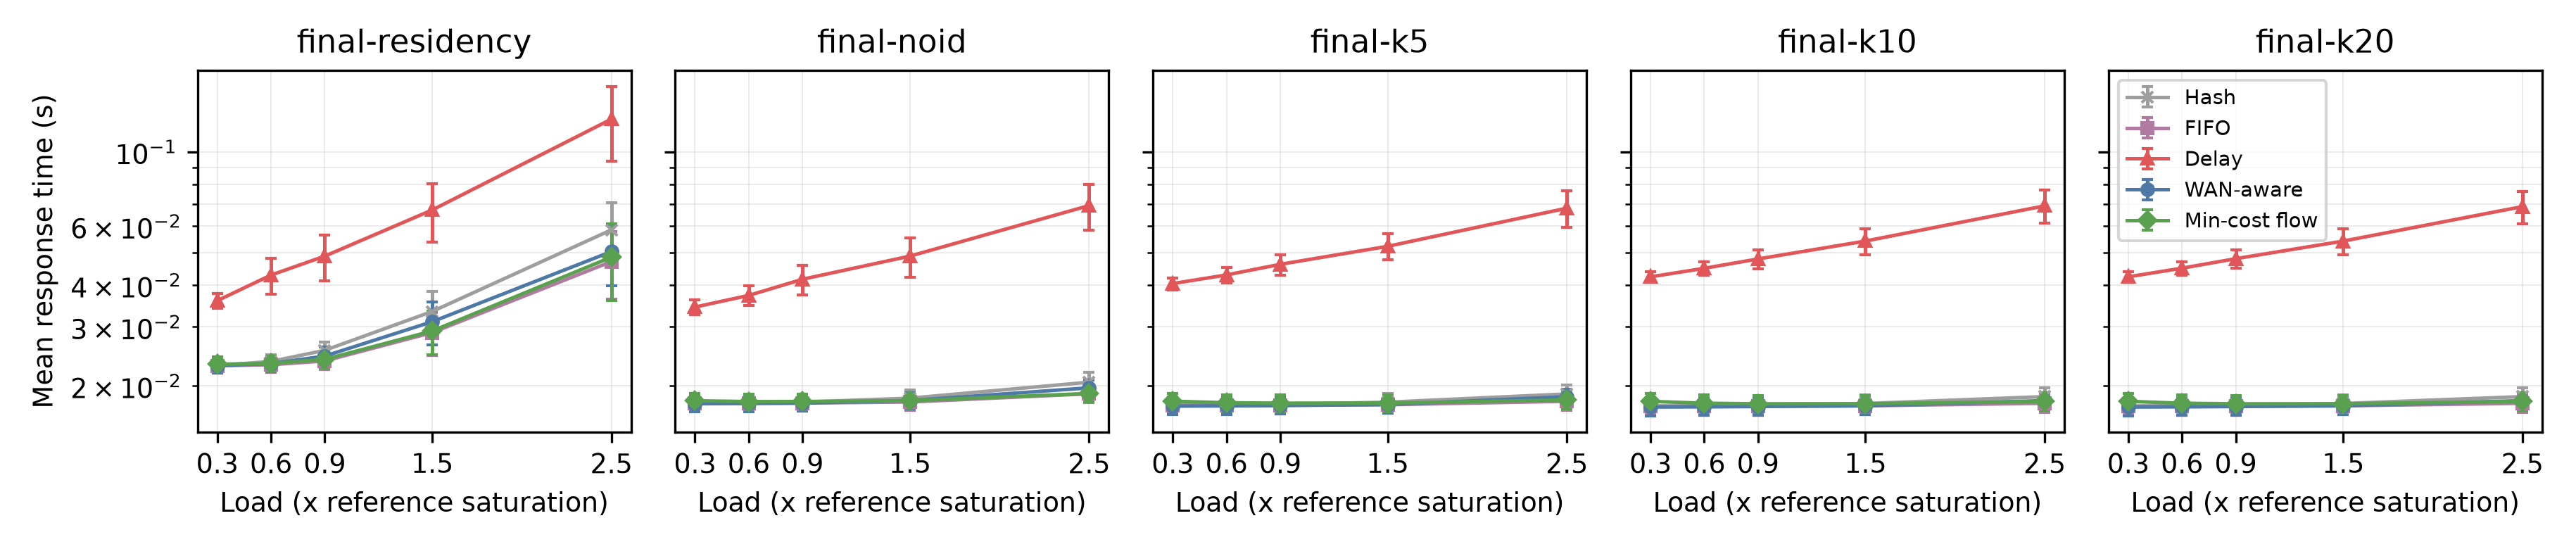 final-residency
final-noid
final-k5
final-k10
final-k20
Mean response time (s)
10⁻¹
6 × 10⁻²
4 × 10⁻²
3 × 10⁻²
2 × 10⁻²
Hash
FIFO
Delay
WAN-aware
Min-cost flow
0.3 0.6 0.9 1.5 2.5
0.3 0.6 0.9 1.5 2.5
0.3 0.6 0.9 1.5 2.5
0.3 0.6 0.9 1.5 2.5
0.3 0.6 0.9 1.5 2.5
Load (x reference saturation)
Load (x reference saturation)
Load (x reference saturation)
Load (x reference saturation)
Load (x reference saturation)